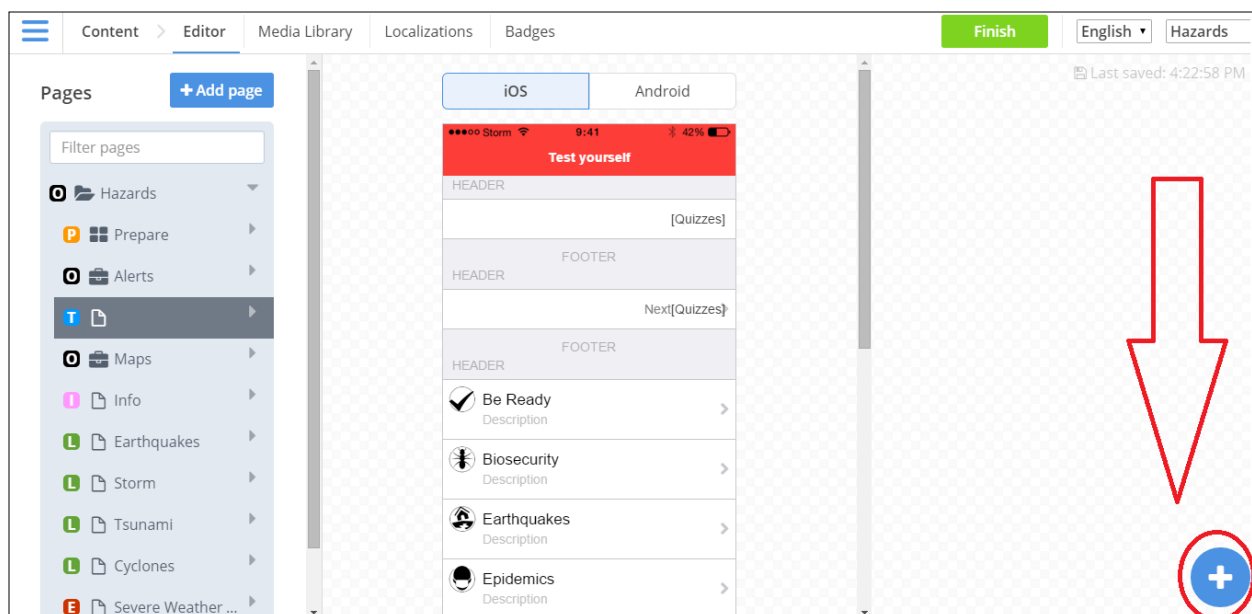 Content Editor Media Library Localizations Badges Finish English Hazards
Last saved: 4:22:58 PM
Pages + Add page
Filter pages
O Hazards
P Prepare
O Alerts
T
O Maps
I Info
L Earthquakes
L Storm
L Tsunami
L Cyclones
E Severe Weather ...
iOS Android
Storm 9:41 42%
Test yourself
HEADER
[Quizzes]
FOOTER
HEADER
Next[Quizzes]
FOOTER
HEADER
Be Ready
Description
Biosecurity
Description
Earthquakes
Description
Epidemics
Description